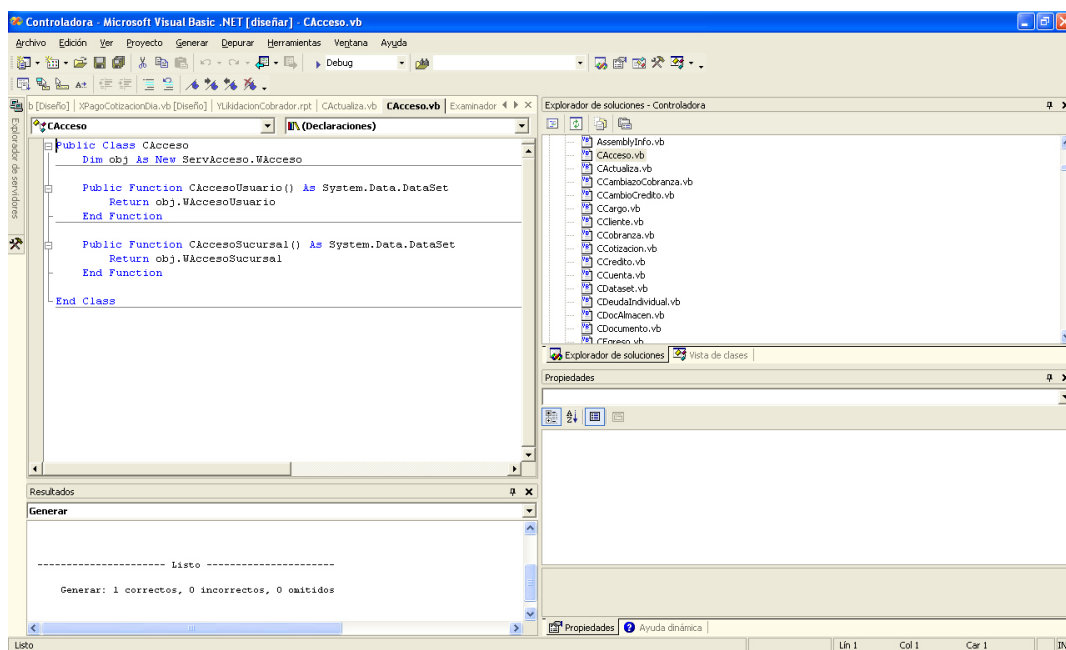 Controladora - Microsoft Visual Basic .NET [diseñar] - CAcceso.vb
Archivo Edición Ver Proyecto Generar Depurar Herramientas Ventana Ayuda
Debug
b [Diseño] XPagoCotizacionDia.vb [Diseño] YLikidacionCobrador.rpt CActualiza.vb CAcceso.vb Examinador
CAcceso (Declaraciones)
Public Class CAcceso
Dim obj As New ServAcceso.WAcceso
Public Function CAccesoUsuario() As System.Data.DataSet
Return obj.WAccesoUsuario
End Function
Public Function CAccesoSucursal() As System.Data.DataSet
Return obj.WAccesoSucursal
End Function
End Class
Explorador de servidores
Resultados
Generar
---------------------- Listo ----------------------
Generar: 1 correctos, 0 incorrectos, 0 omitidos
Explorador de soluciones - Controladora
AssemblyInfo.vb
CAcceso.vb
CActualiza.vb
CCambiazoCobranza.vb
CCambioCredito.vb
CCargo.vb
CCliente.vb
CCobranza.vb
CCotizacion.vb
CCredito.vb
CCuenta.vb
CDataset.vb
CDeudaIndividual.vb
CDocAlmacen.vb
CDocumento.vb
CEgreso.vb
Explorador de soluciones Vista de clases
Propiedades
Propiedades Ayuda dinámica
Listo Lín 1 Col 1 Car 1 IN